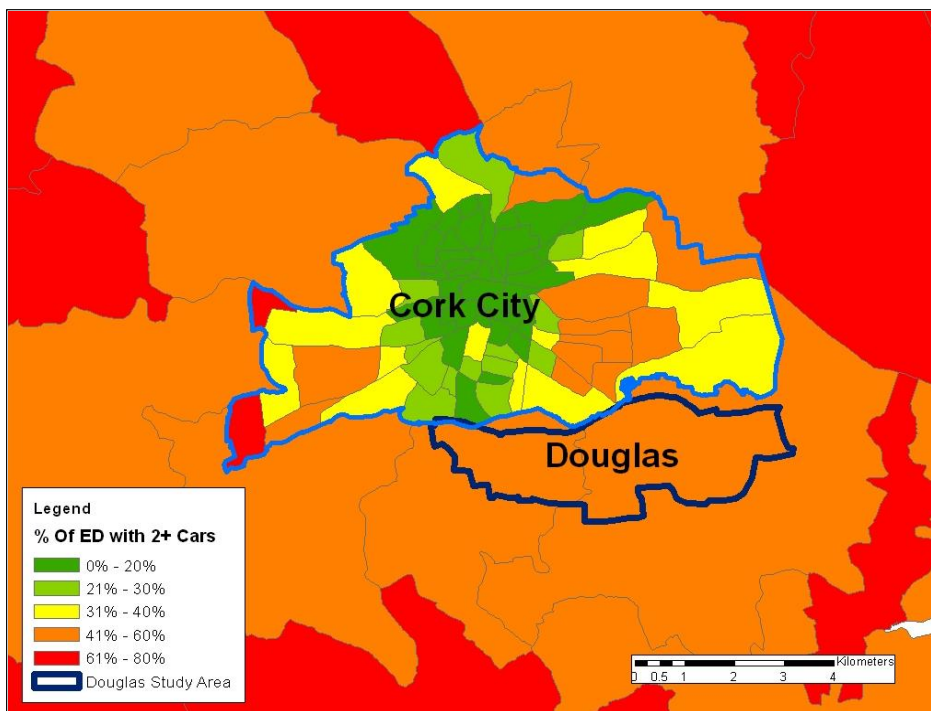 Cork City
Douglas
Legend
% Of ED with 2+ Cars
0% - 20%
21% - 30%
31% - 40%
41% - 60%
61% - 80%
Douglas Study Area
Kilometers
0 0.5 1 2 3 4